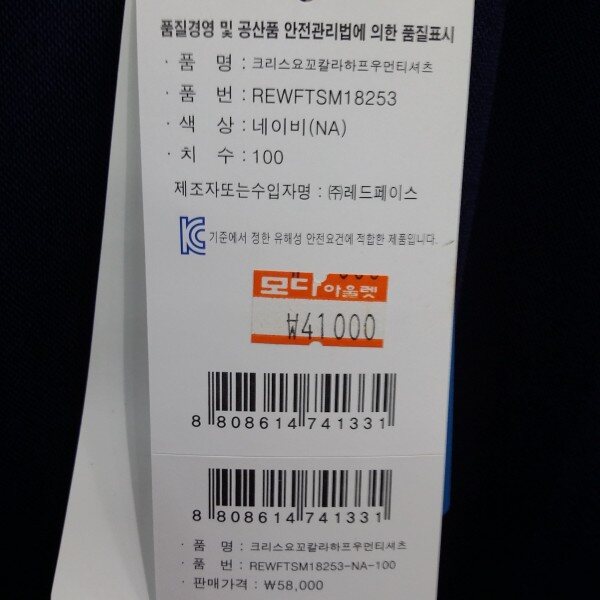 품질경영 및 공산품 안전관리법에 의한 품질표시
· 품 명 : 크리스요꼬칼라하프우먼티셔츠
· 품 번 : REWFTSM18253
· 색 상 : 네이비(NA)
· 치 수 : 100
제조자또는수입자명 : ㈜레드페이스
KC 기준에서 정한 유해성 안전요건에 적합한 제품입니다.
모다아울렛
₩41000
8 808614 741331
8 808614 741331
· 품 명 : 크리스요꼬칼라하프우먼티셔츠
· 품 번 : REWFTSM18253-NA-100
· 판매가격 : ₩58,000